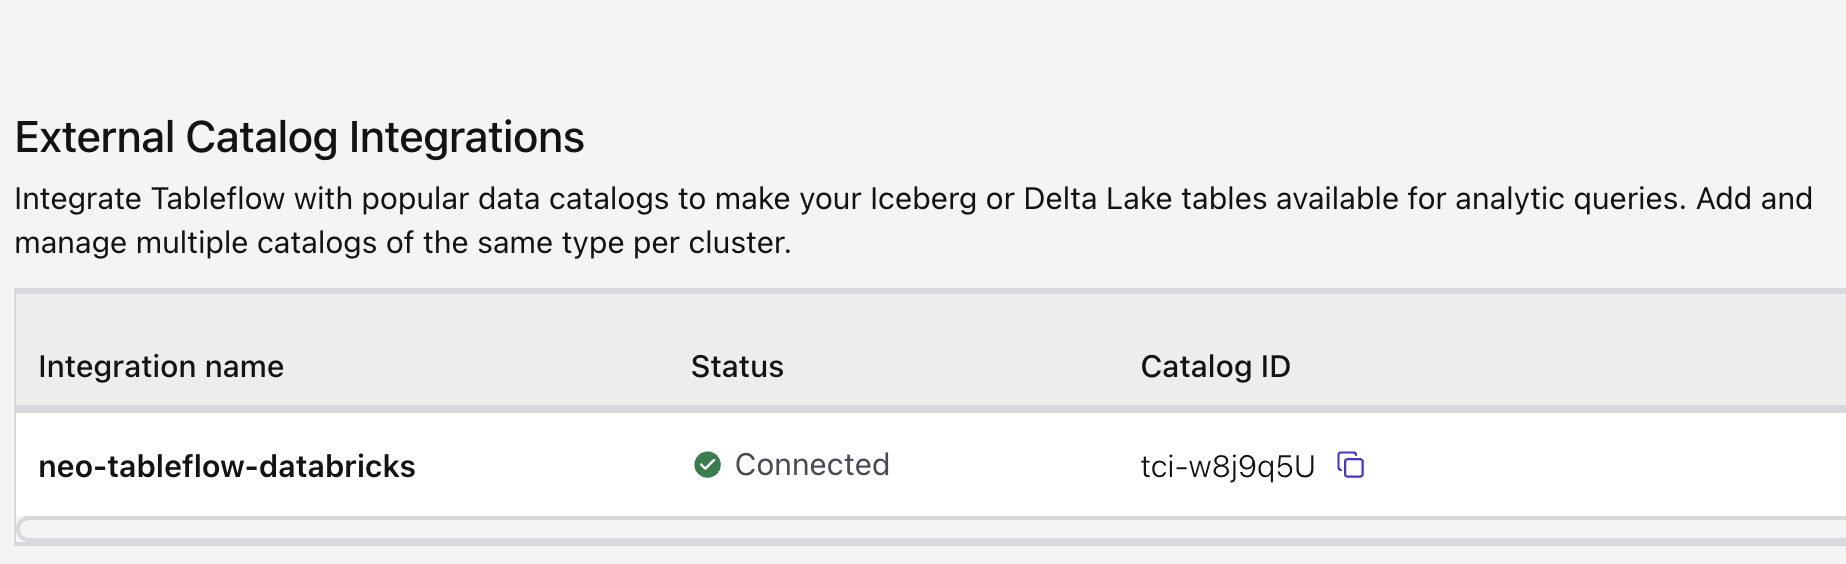 External Catalog Integrations
Integrate Tableflow with popular data catalogs to make your Iceberg or Delta Lake tables available for analytic queries. Add and
manage multiple catalogs of the same type per cluster.
Integration name Status Catalog ID
neo-tableflow-databricks Connected tci-w8j9q5U